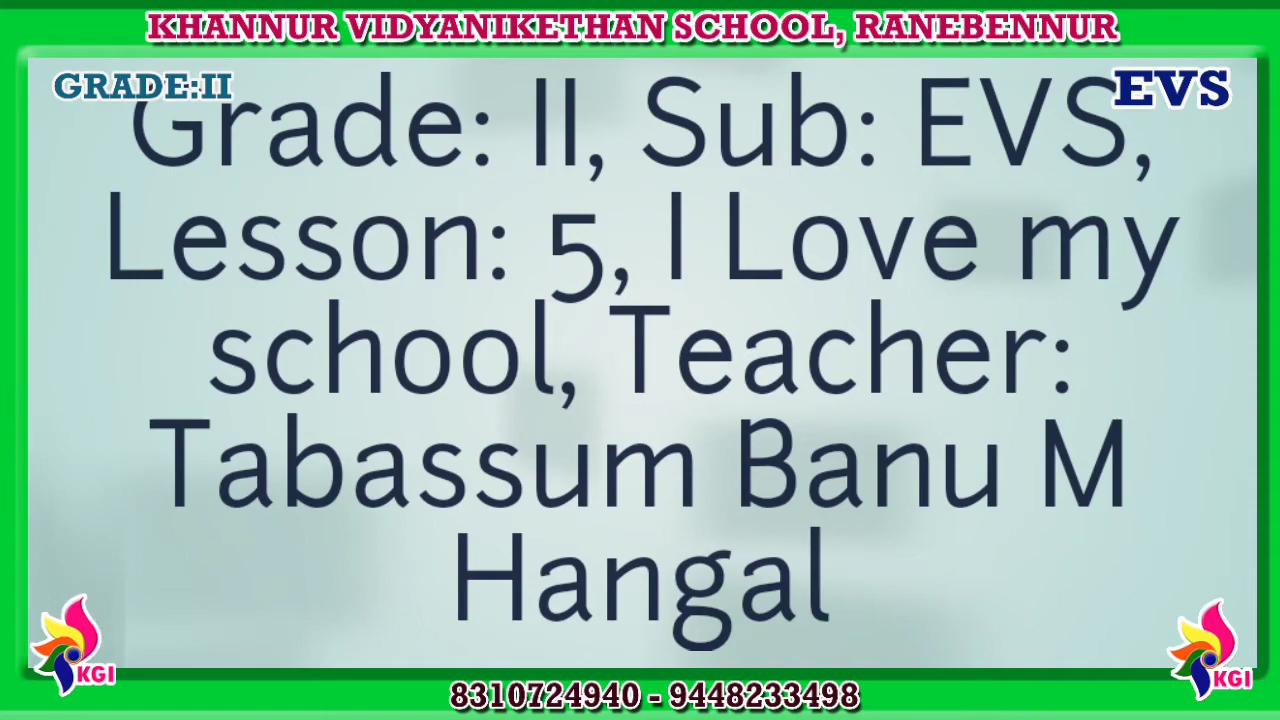 KHANNUR VIDYANIKETHAN SCHOOL, RANEBENNUR
GRADE:II
EVS
Grade: II, Sub: EVS,
Lesson: 5, I Love my
school, Teacher:
Tabassum Banu M
Hangal
KGI
KGI
8310724940 - 9448233498